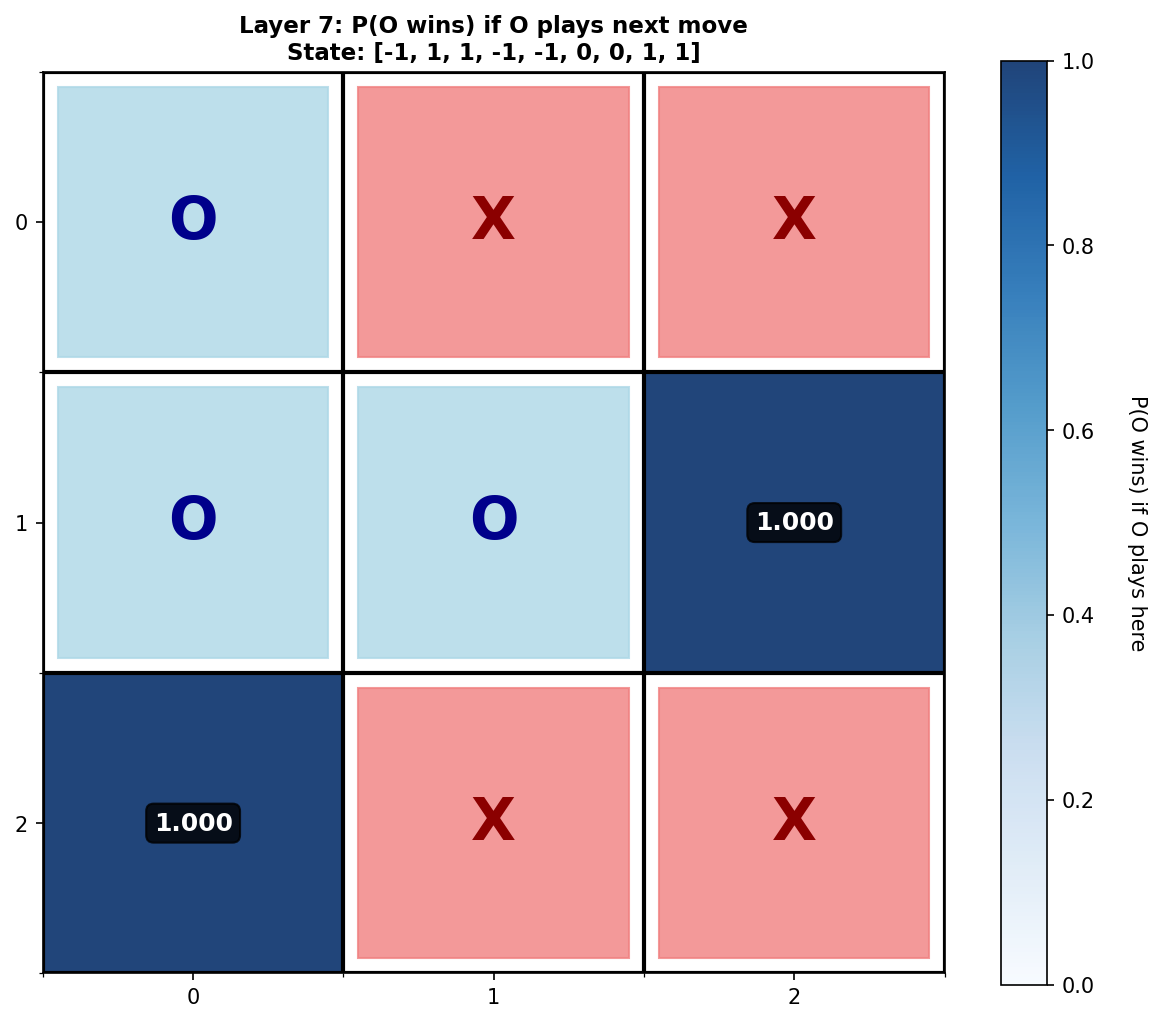 Layer 7: P(O wins) if O plays next move
State: [-1, 1, 1, -1, -1, 0, 0, 1, 1]
0
O
X
X
1
O
O
1.000
2
1.000
X
X
0
1
2
1.0
0.8
0.6
0.4
0.2
0.0
P(O wins) if O plays here